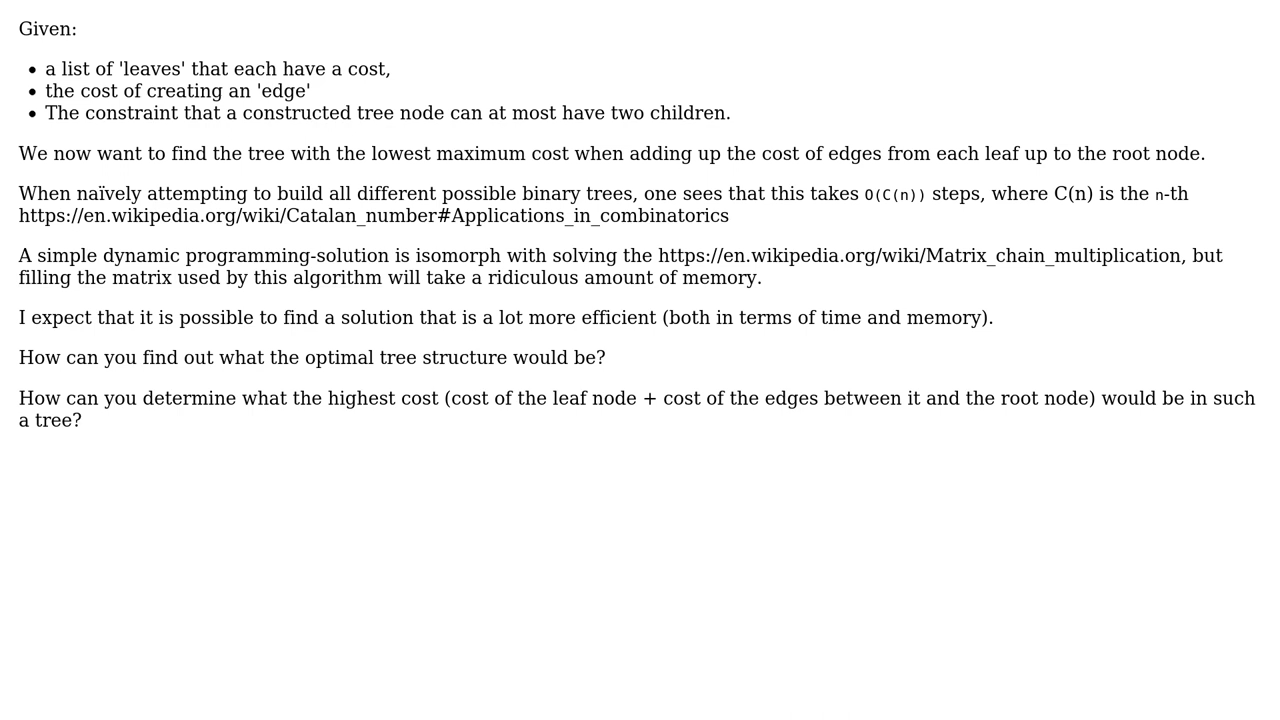 Given:
• a list of 'leaves' that each have a cost,
• the cost of creating an 'edge'
• The constraint that a constructed tree node can at most have two children.
We now want to find the tree with the lowest maximum cost when adding up the cost of edges from each leaf up to the root node.
When naïvely attempting to build all different possible binary trees, one sees that this takes O(C(n)) steps, where C(n) is the n-th
https://en.wikipedia.org/wiki/Catalan_number#Applications_in_combinatorics
A simple dynamic programming-solution is isomorph with solving the https://en.wikipedia.org/wiki/Matrix_chain_multiplication, but
filling the matrix used by this algorithm will take a ridiculous amount of memory.
I expect that it is possible to find a solution that is a lot more efficient (both in terms of time and memory).
How can you find out what the optimal tree structure would be?
How can you determine what the highest cost (cost of the leaf node + cost of the edges between it and the root node) would be in such
a tree?